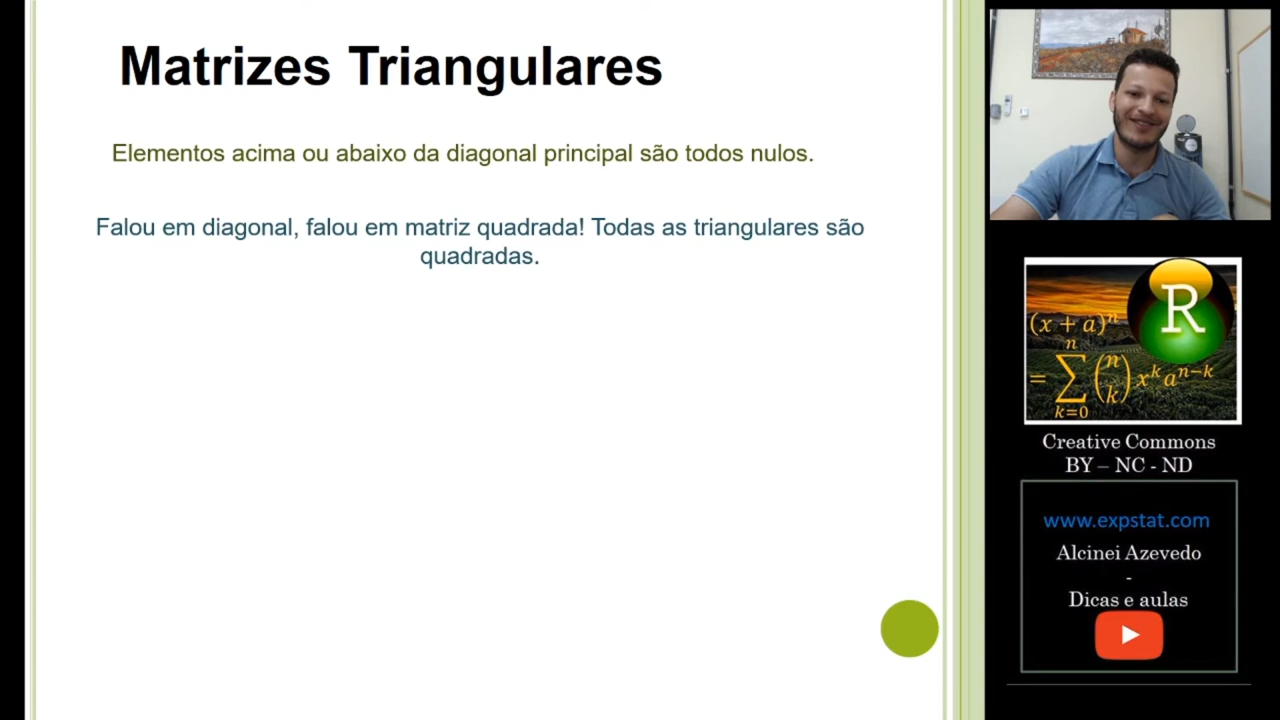 Matrizes Triangulares
Elementos acima ou abaixo da diagonal principal são todos nulos.
Falou em diagonal, falou em matriz quadrada! Todas as triangulares são
quadradas.
R
(x + a)ⁿ
n
= ∑ (n k) xᵏ aⁿ⁻ᵏ
k=0
Creative Commons
BY – NC - ND
www.expstat.com
Alcinei Azevedo
-
Dicas e aulas